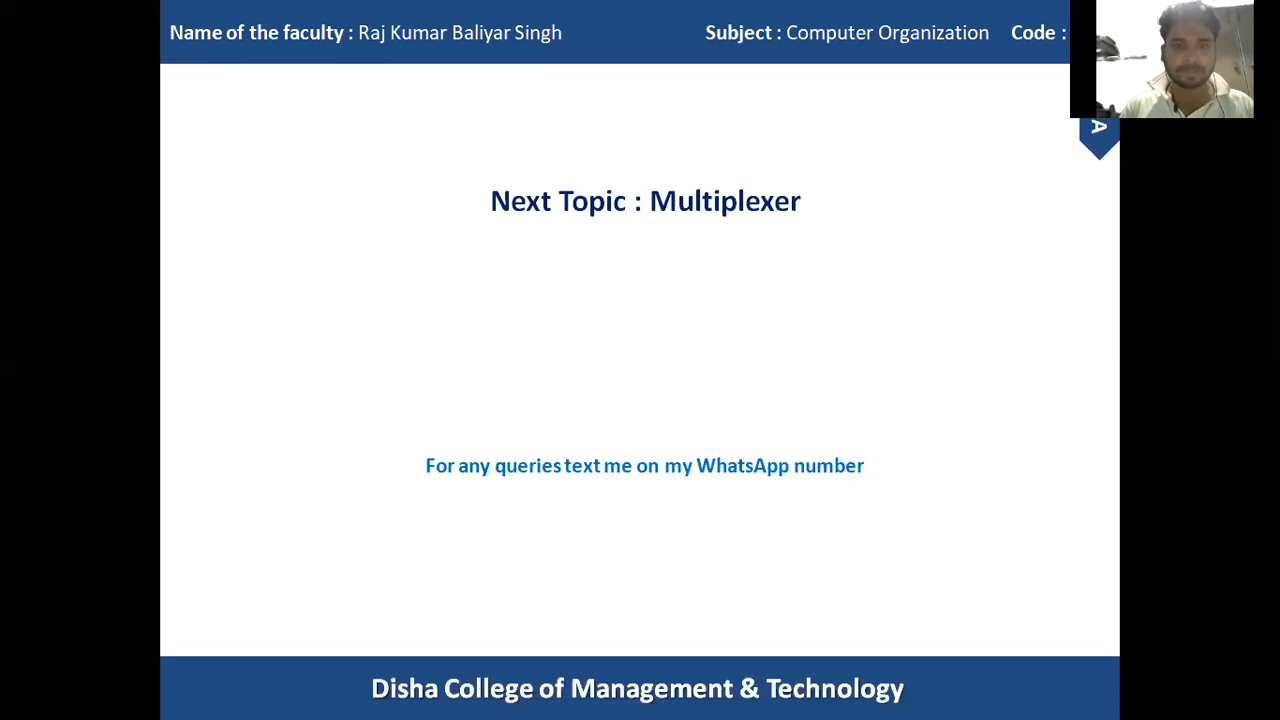 Name of the faculty : Raj Kumar Baliyar Singh Subject : Computer Organization Code :
A
Next Topic : Multiplexer
For any queries text me on my WhatsApp number
Disha College of Management & Technology